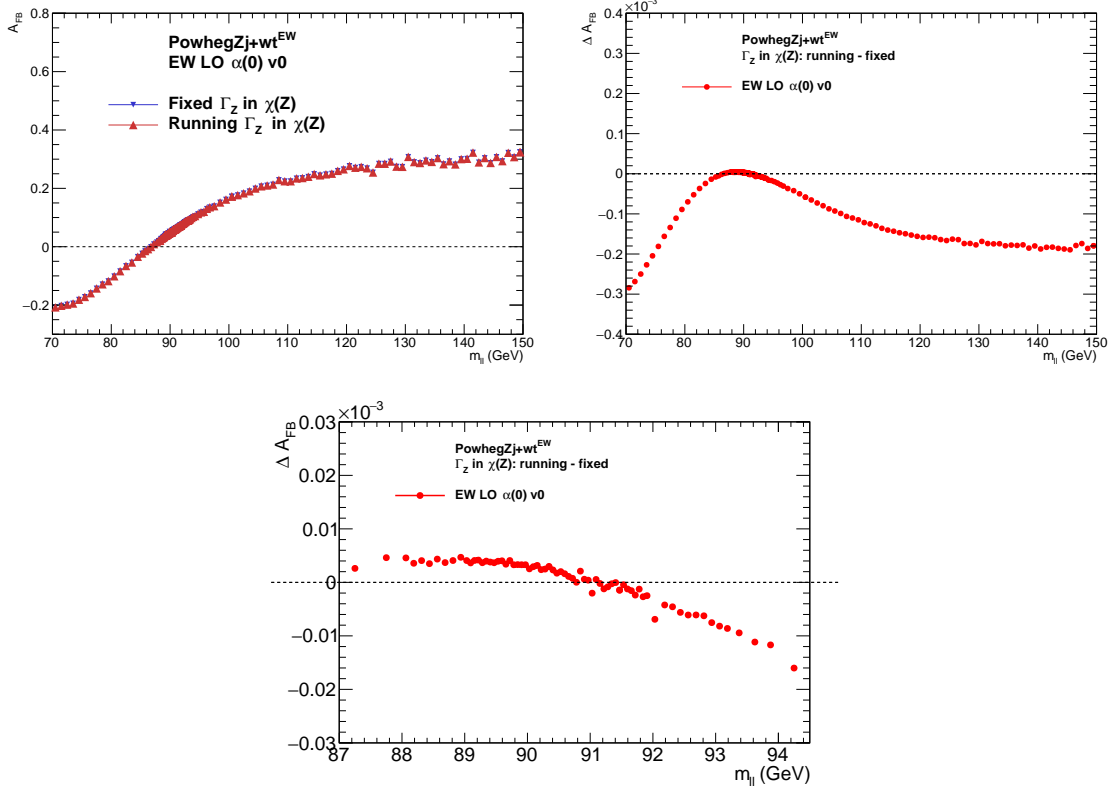 A_FB
0.8
0.6
0.4
0.2
0
−0.2
70 80 90 100 110 120 130 140 150
m_ll (GeV)
PowhegZj+wt^EW
EW LO α(0) v0
Fixed Γ_Z in χ(Z)
Running Γ_Z in χ(Z)
×10^−3
Δ A_FB
0.4
0.3
0.2
0.1
0
−0.1
−0.2
−0.3
−0.4
70 80 90 100 110 120 130 140 150
m_ll (GeV)
PowhegZj+wt^EW
Γ_Z in χ(Z): running - fixed
EW LO α(0) v0
×10^−3
Δ A_FB
0.03
0.02
0.01
0
−0.01
−0.02
−0.03
87 88 89 90 91 92 93 94
m_ll (GeV)
PowhegZj+wt^EW
Γ_Z in χ(Z): running - fixed
EW LO α(0) v0